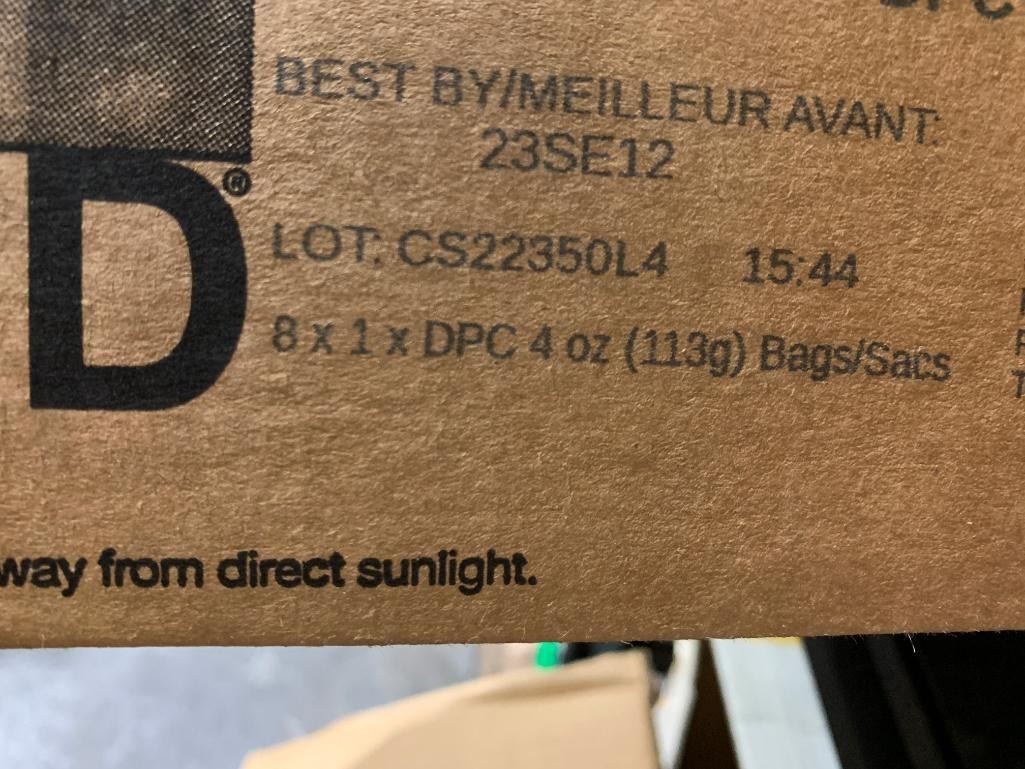 DPC
BEST BY/MEILLEUR AVANT:
23SE12
D®
LOT: CS22350L4 15:44
8 x 1 x DPC 4 oz (113g) Bags/Sacs
way from direct sunlight.